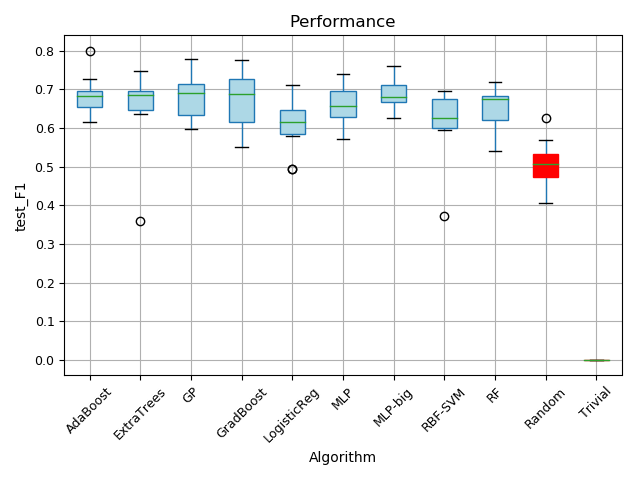 Performance
test_F1
0.8
0.7
0.6
0.5
0.4
0.3
0.2
0.1
0.0
AdaBoost
ExtraTrees
GP
GradBoost
LogisticReg
MLP
MLP-big
RBF-SVM
RF
Random
Trivial
Algorithm